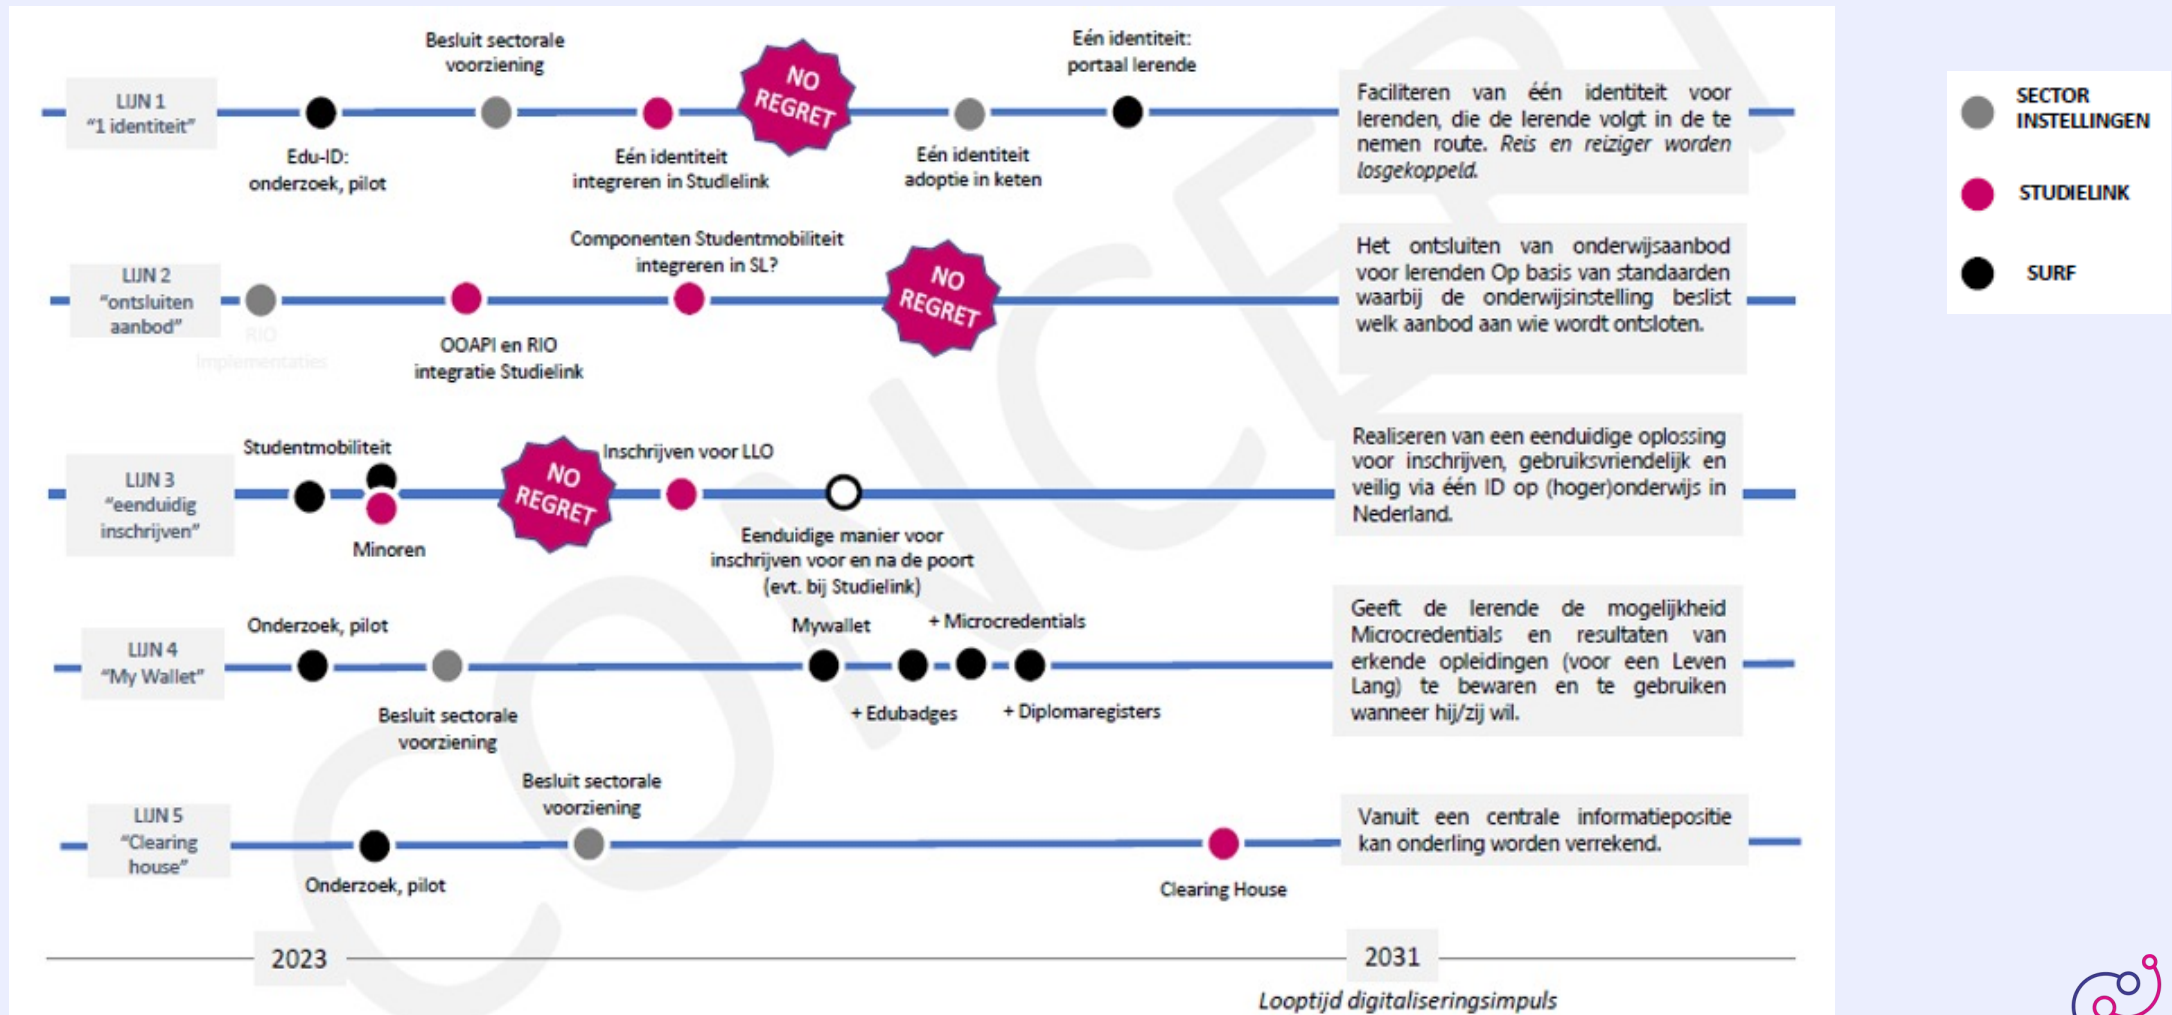 Besluit sectorale
voorziening
Eén identiteit:
portaal lerende
LIJN 1
“1 identiteit”
NO
REGRET
Edu-ID:
onderzoek, pilot
Eén identiteit
integreren in Studlelink
Eén identiteit
adoptie in keten
Faciliteren van één identiteit voor
lerenden, die de lerende volgt in de te
nemen route. Reis en reiziger worden
losgekoppeld.
SECTOR
INSTELLINGEN
STUDIELINK
SURF
LIJN 2
“ontsluiten
aanbod”
RIO
Implementaties
OOAPI en RIO
integratie Studielink
Componenten Studentmobiliteit
integreren in SL?
NO
REGRET
Het ontsluiten van onderwijsaanbod
voor lerenden Op basis van standaarden
waarbij de onderwijsinstelling beslist
welk aanbod aan wie wordt ontsloten.
LIJN 3
“eenduidig
inschrijven”
Studentmobiliteit
Minoren
NO
REGRET
Inschrijven voor LLO
Eenduidige manier voor
inschrijven voor en na de poort
(evt. bij Studielink)
Realiseren van een eenduidige oplossing
voor inschrijven, gebruiksvriendelijk en
veilig via één ID op (hoger)onderwijs in
Nederland.
LIJN 4
“My Wallet”
Onderzoek, pilot
Besluit sectorale
voorziening
Mywallet
+ Edubadges
+ Microcredentials
+ Diplomaregisters
Geeft de lerende de mogelijkheid
Microcredentials en resultaten van
erkende opleidingen (voor een Leven
Lang) te bewaren en te gebruiken
wanneer hij/zij wil.
LIJN 5
“Clearing
house”
Onderzoek, pilot
Besluit sectorale
voorziening
Clearing House
Vanuit een centrale informatiepositie
kan onderling worden verrekend.
2023
2031
Looptijd digitaliseringsimpuls
CONCEPT